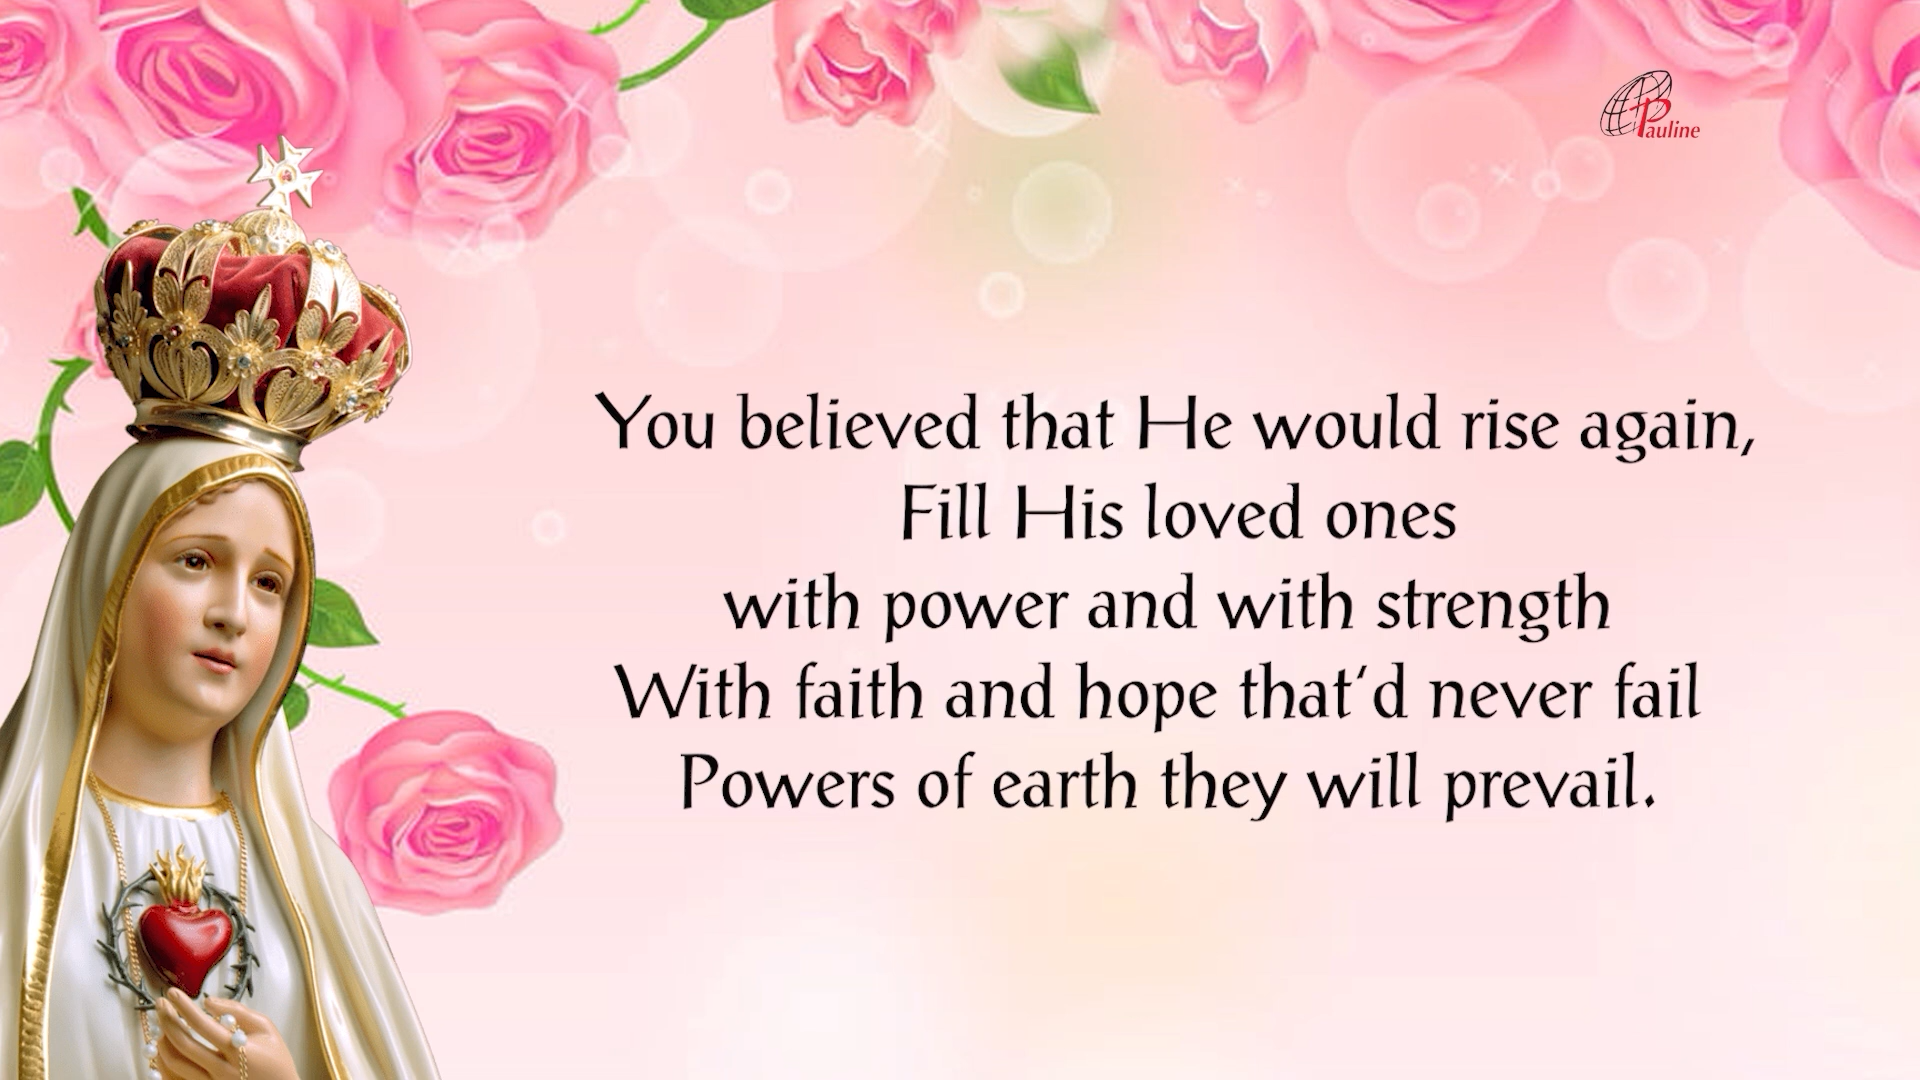 Pauline
You believed that He would rise again,
Fill His loved ones
with power and with strength
With faith and hope that'd never fail
Powers of earth they will prevail.